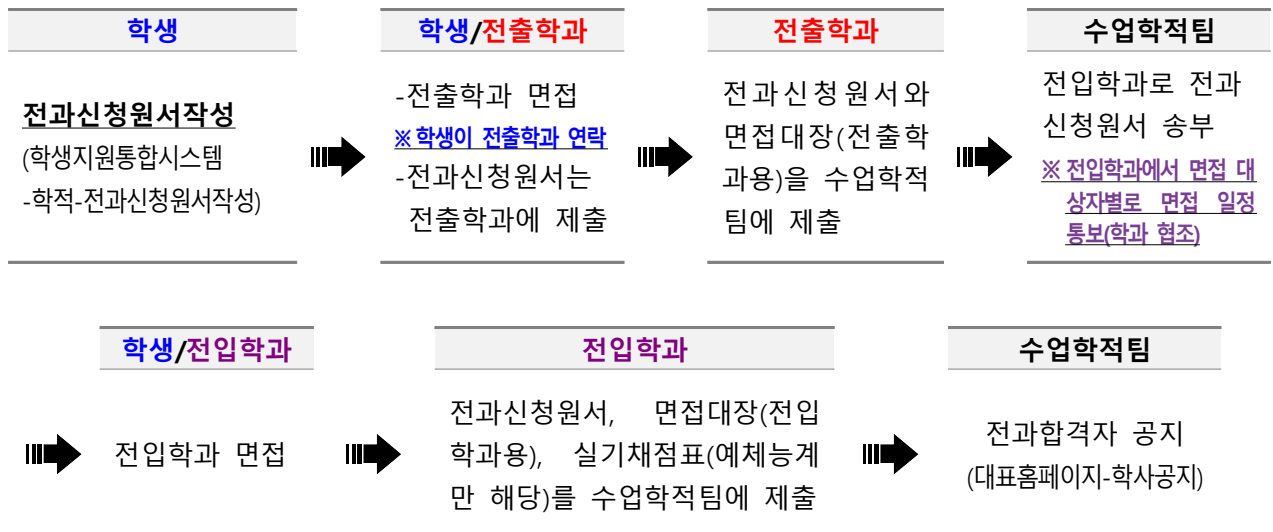 학생
전과신청원서작성
(학생지원통합시스템
-학적-전과신청원서작성)
학생/전출학과
-전출학과 면접
※ 학생이 전출학과 연락
-전과신청원서는
전출학과에 제출
전출학과
전과신청원서와
면접대장(전출학
과용)을 수업학적
팀에 제출
수업학적팀
전입학과로 전과
신청원서 송부
※ 전입학과에서 면접 대
상자별로 면접 일정
통보(학과 협조)
학생/전입학과
전입학과 면접
전입학과
전과신청원서, 면접대장(전입
학과용), 실기채점표(예체능계
만 해당)를 수업학적팀에 제출
수업학적팀
전과합격자 공지
(대표홈페이지-학사공지)